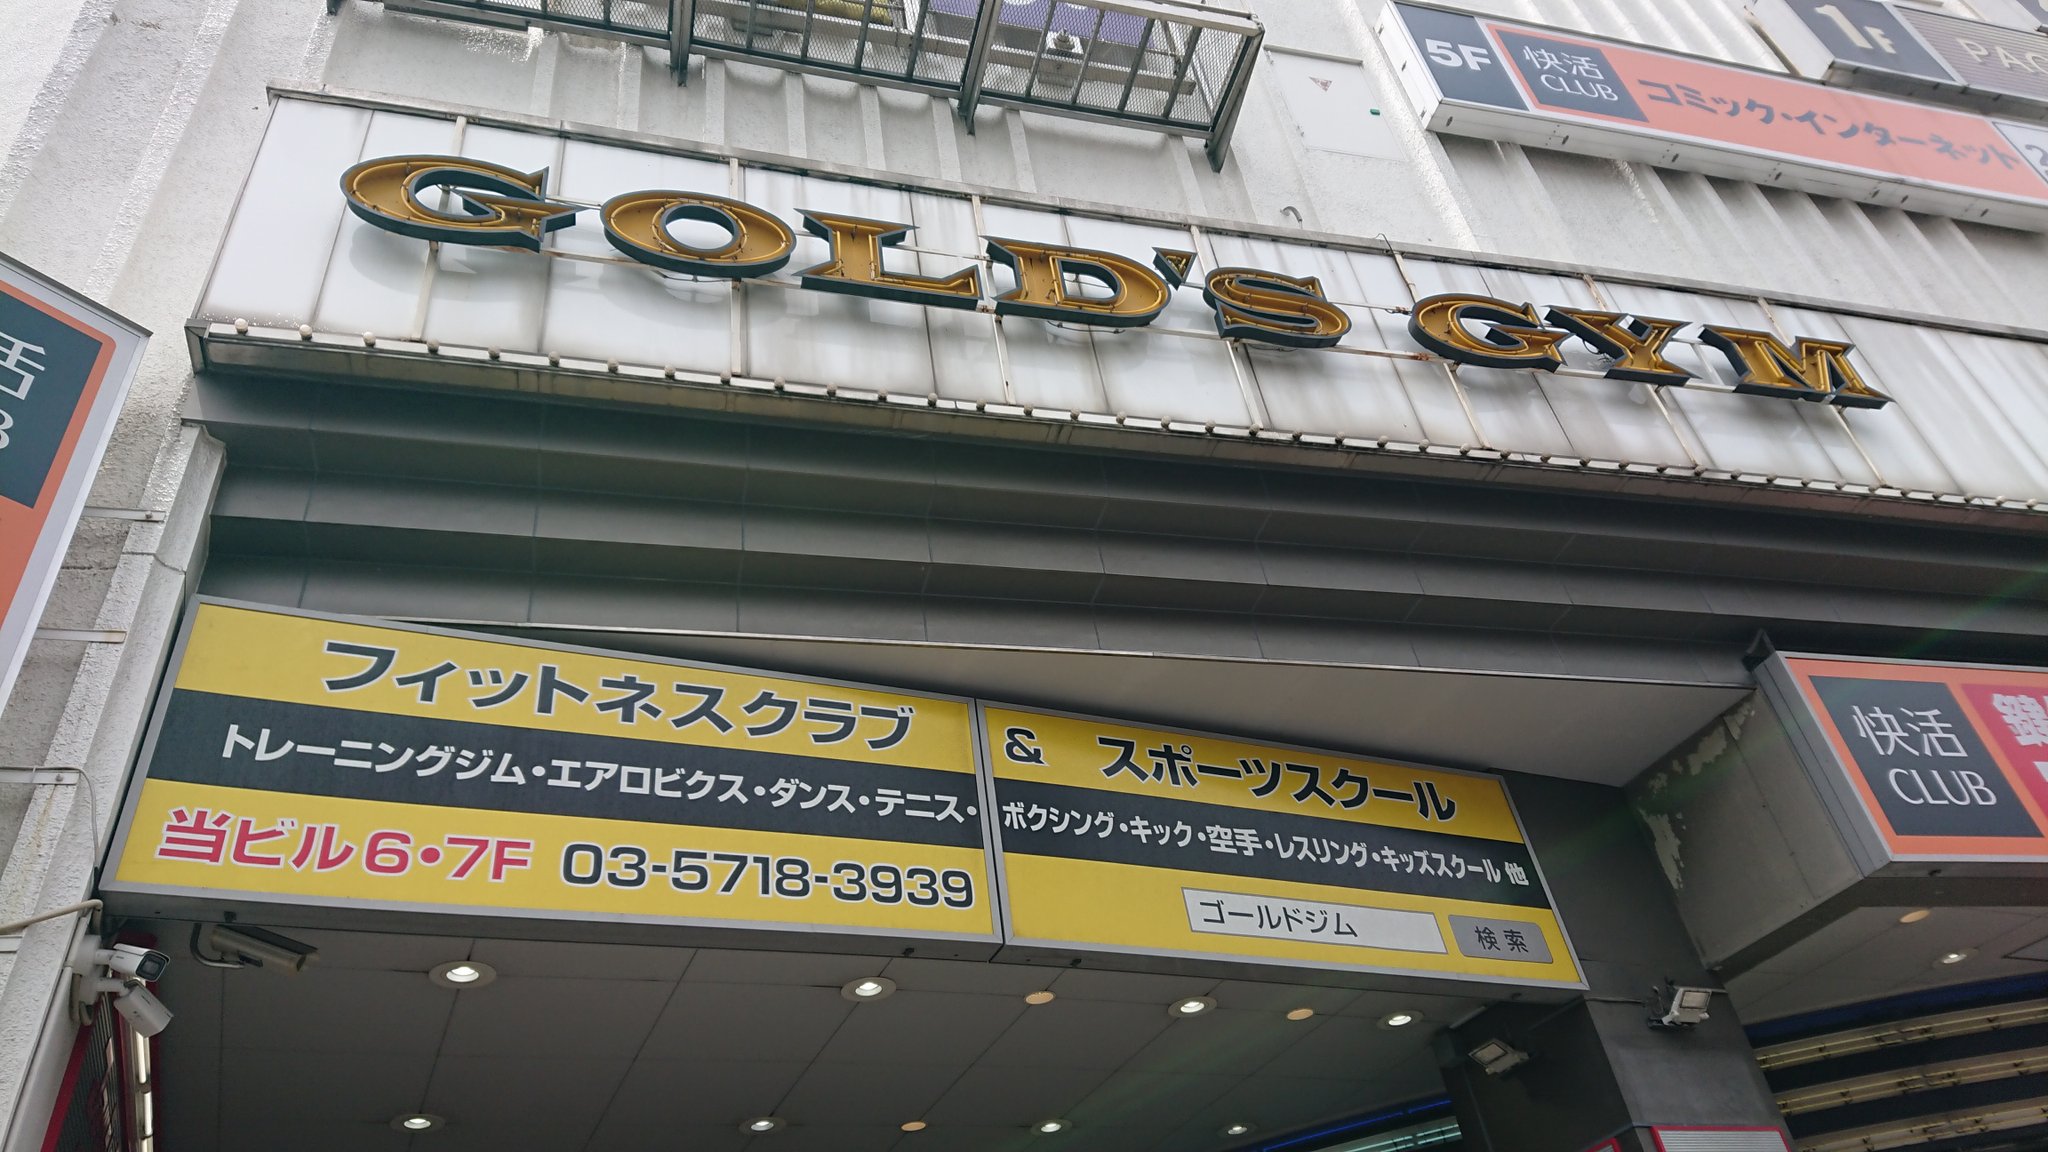 GOLD'S GYM
5F 快活 CLUB コミック・インターネット
1F
フィットネスクラブ & スポーツスクール
トレーニングジム・エアロビクス・ダンス・テニス・ボクシング・キック・空手・レスリング・キッズスクール 他
当ビル6・7F 03-5718-3939
ゴールドジム 検索
快活
CLUB
活